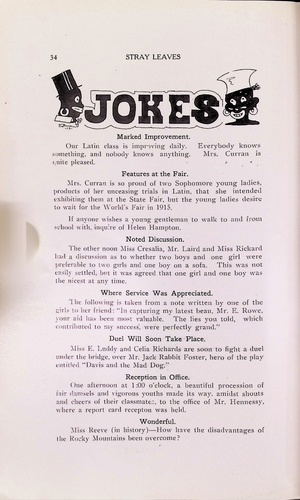 34 STRAY LEAVES
JOKES
Marked Improvement.
Our Latin class is improving daily. Everybody knows
something, and nobody knows anything. Mrs. Curran is
quite pleased.
Features at the Fair.
Mrs. Curran is so proud of two Sophomore young ladies,
products of her unceasing trials in Latin, that she intended
exhibiting them at the State Fair, but the young ladies desire
to wait for the World's Fair in 1915.
If anyone wishes a young gentleman to walk to and from
school with, inquire of Helen Hampton.
Noted Discussion.
The other noon Miss Cresalia, Mr. Laird and Miss Rickard
had a discussion as to whether two boys and one girl were
preferable to two girls and one boy on a sofa. This was not
easily settled, but it was agreed that one girl and one boy was
the nicest at any time.
Where Service Was Appreciated.
The following is taken from a note written by one of the
girls to her friend: "In capturing my latest beau, Mr. E. Rowe,
your aid has been most valuable. The lies you told, which
contributed to my success, were perfectly grand."
Duel Will Soon Take Place.
Miss E. Luddy and Celia Richards are soon to fight a duel
under the bridge, over Mr. Jack Rabbit Foster, hero of the play
entitled "Davis and the Mad Dog."
Reception in Office.
One afternoon at 1:00 o'clock, a beautiful procession of
fair damsels and vigorous youths made its way, amidst shouts
and cheers of their classmates, to the office of Mr. Hennessy,
where a report card recepton was held.
Wonderful.
Miss Reeve (in history)—How have the disadvantages of
the Rocky Mountains been overcome?